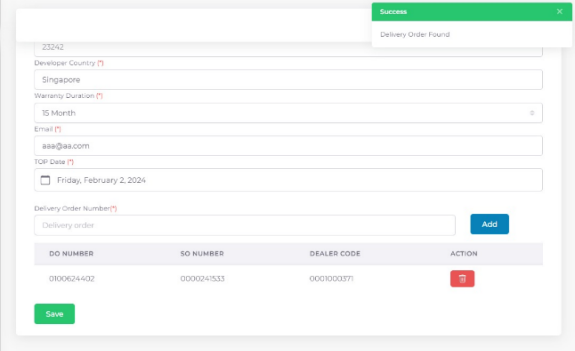 Success
×
Delivery Order Found
23242
Developer Country (*)
Singapore
Warranty Duration (*)
15 Month
Email (*)
aaa@aa.com
TOP Date (*)
Friday, February 2, 2024
Delivery Order Number(*)
Delivery order
Add
DO NUMBER SO NUMBER DEALER CODE ACTION
0100624402 0000241533 0001000371
Save